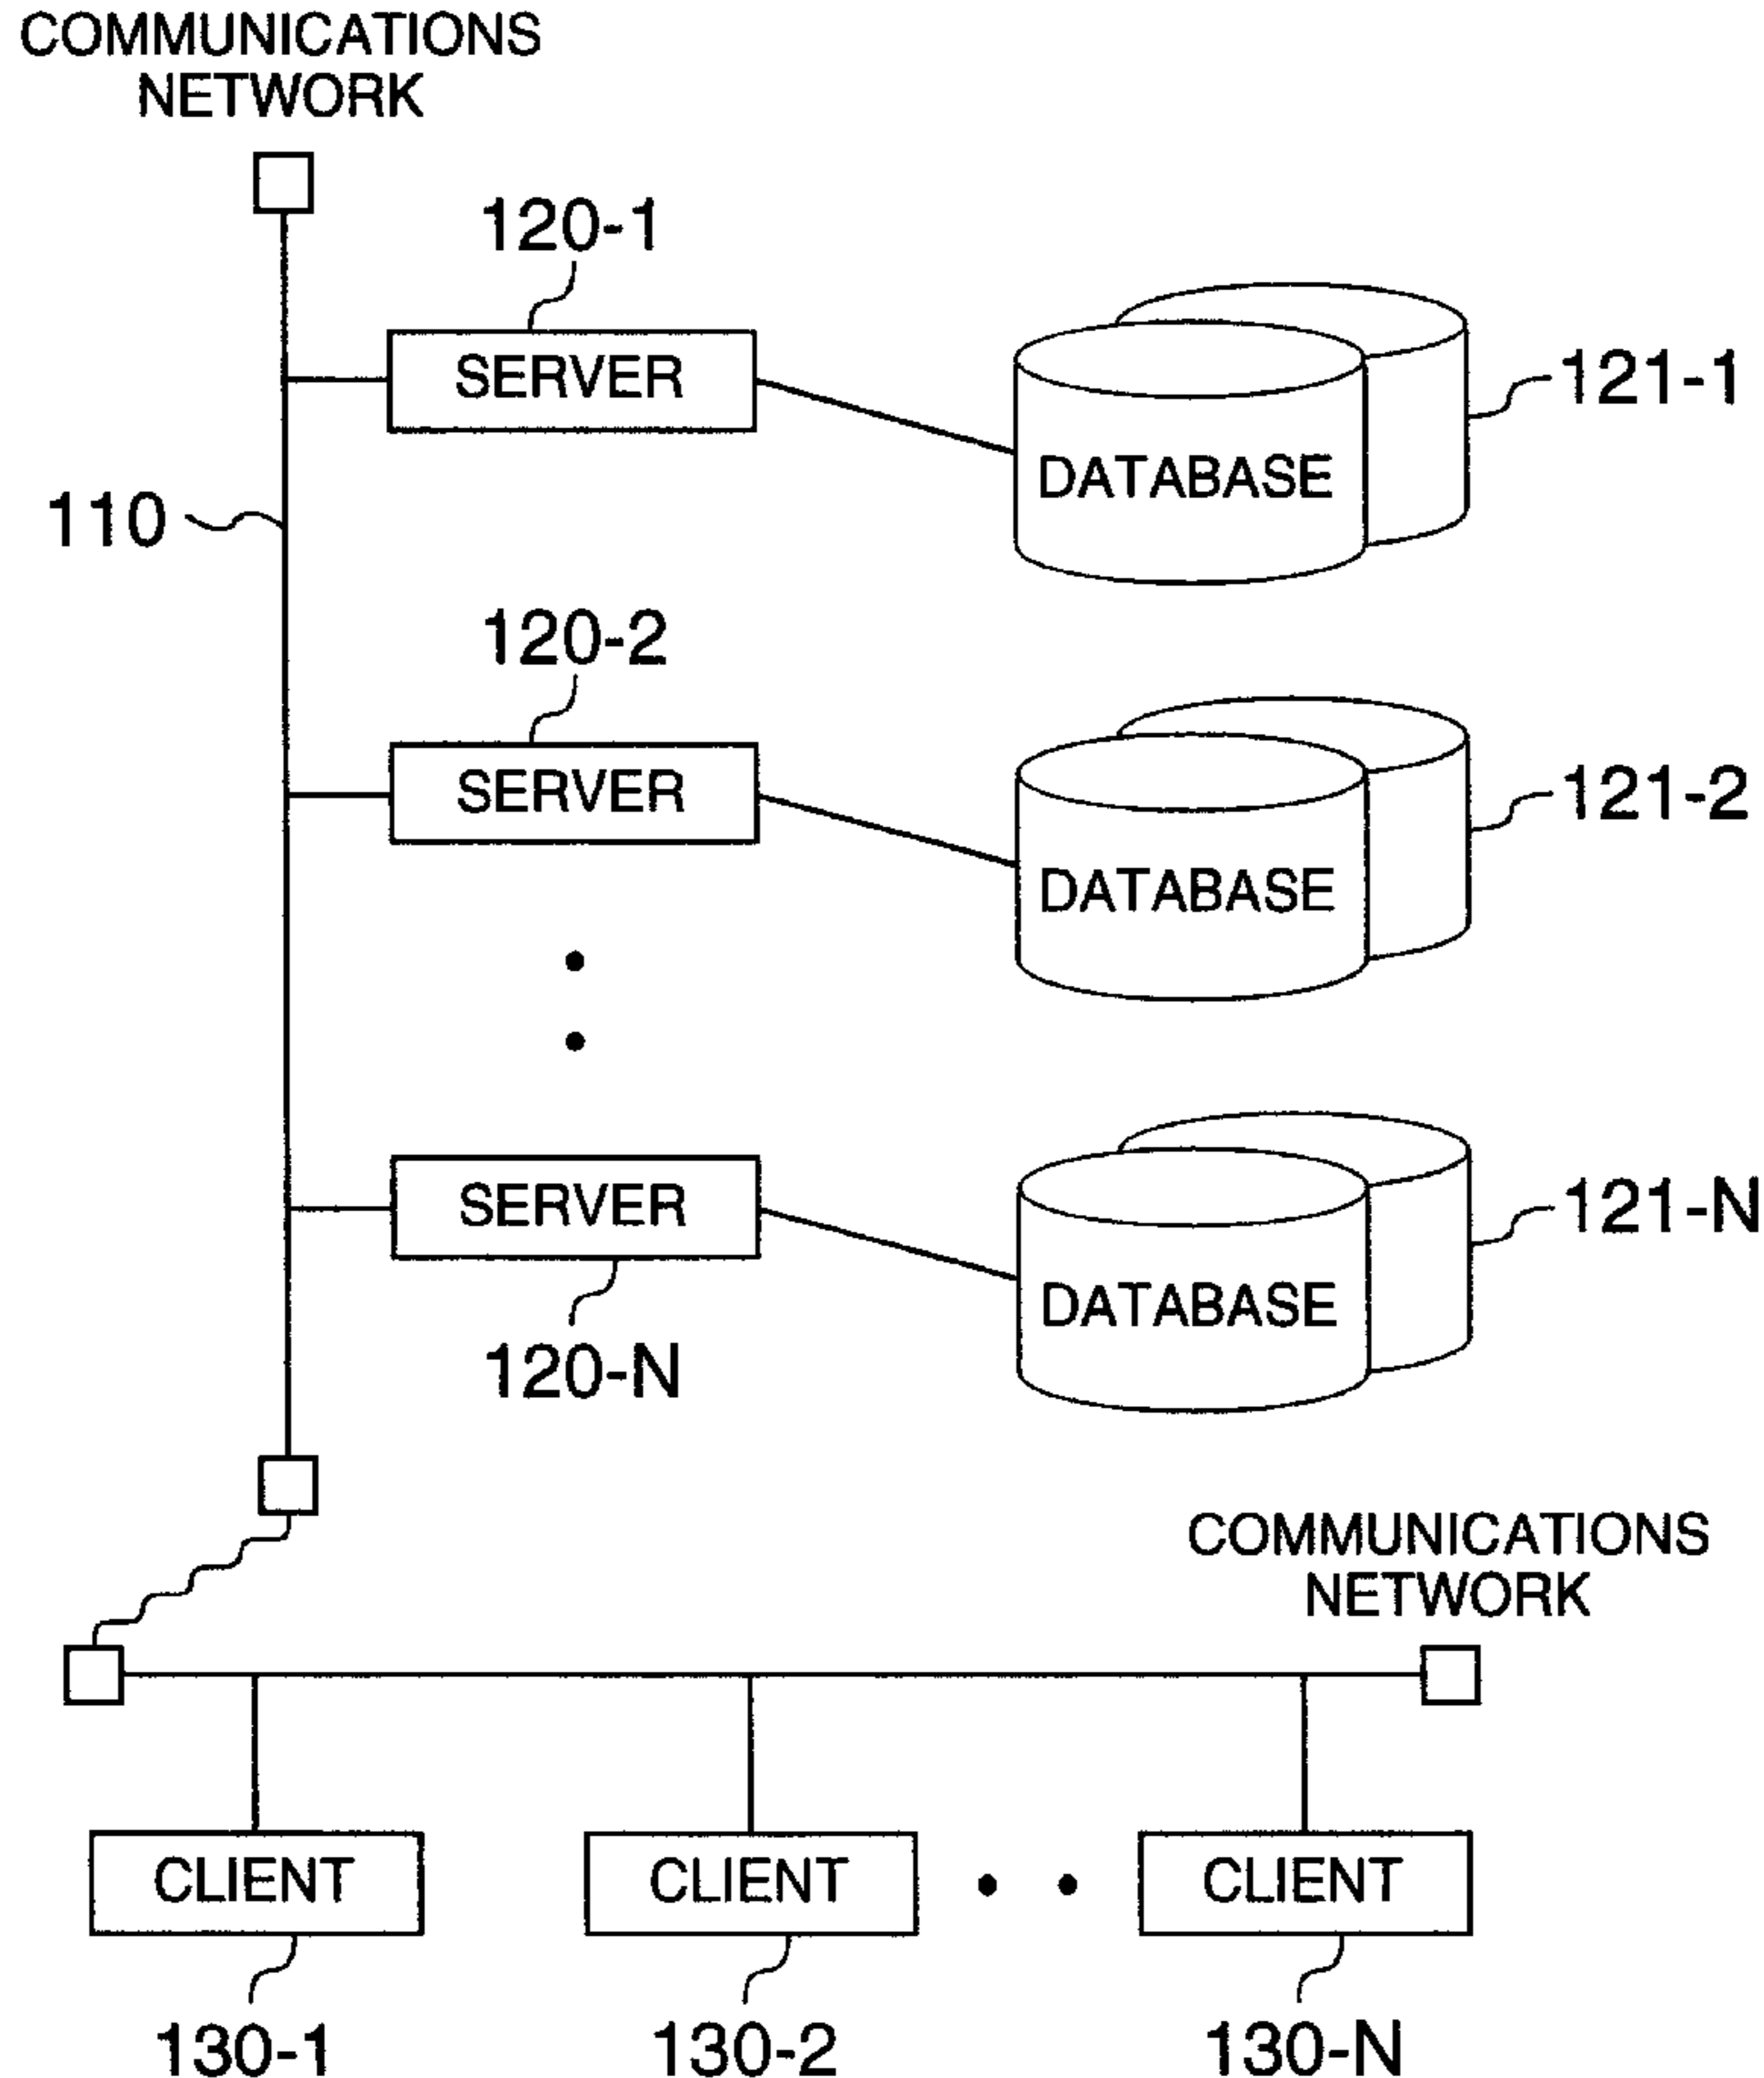 COMMUNICATIONS
NETWORK
120-1
SERVER
DATABASE
121-1
110
120-2
SERVER
DATABASE
121-2
SERVER
DATABASE
121-N
120-N
COMMUNICATIONS
NETWORK
CLIENT
CLIENT
CLIENT
130-1
130-2
130-N